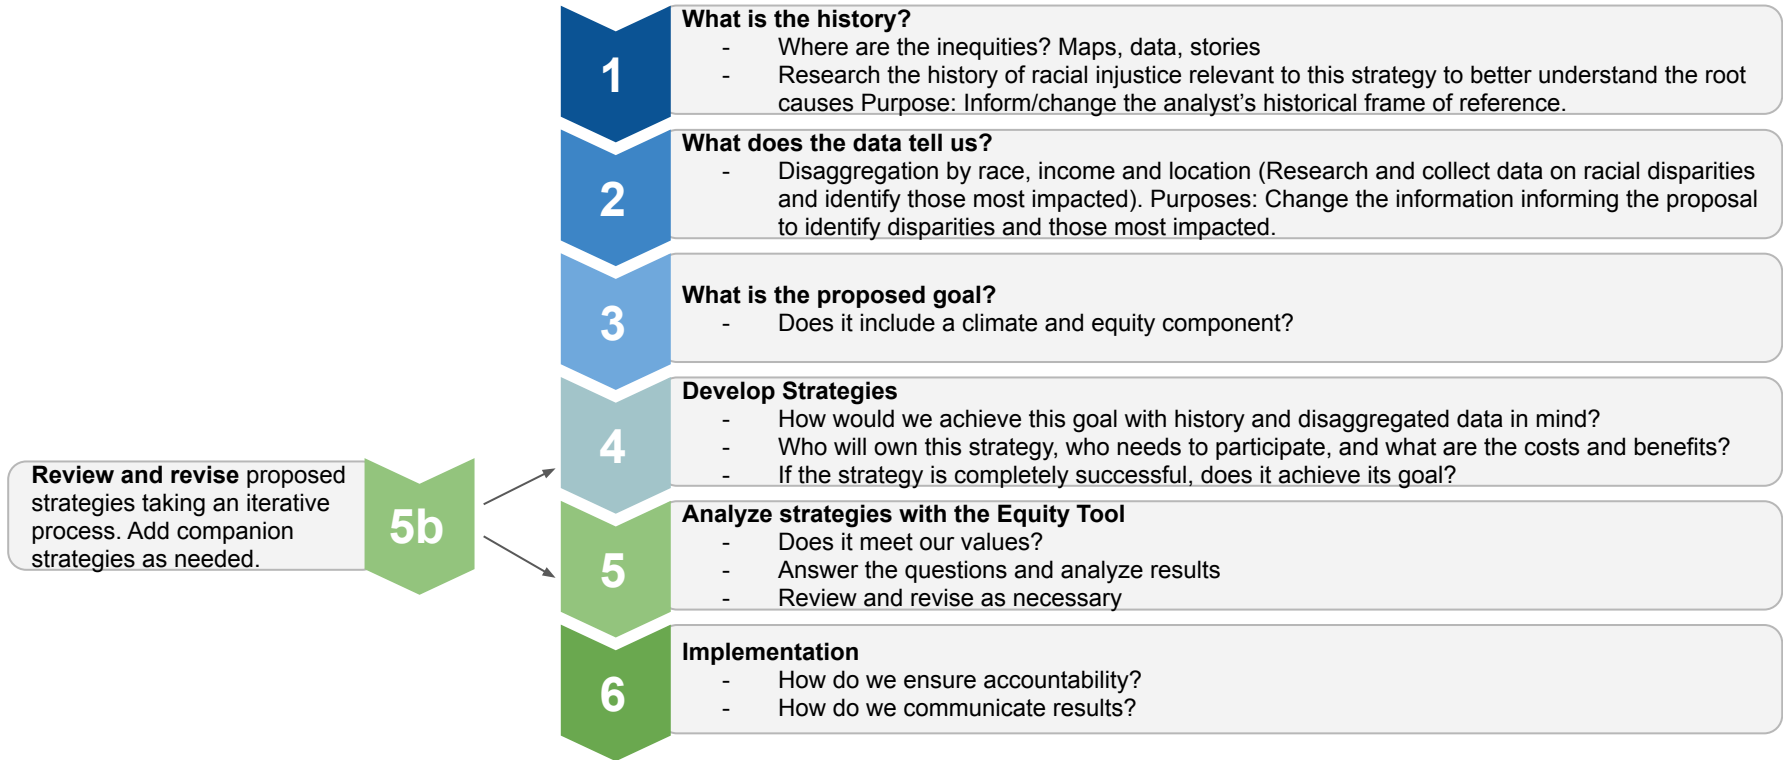 1
What is the history?
- Where are the inequities? Maps, data, stories
- Research the history of racial injustice relevant to this strategy to better understand the root
causes Purpose: Inform/change the analyst's historical frame of reference.
2
What does the data tell us?
- Disaggregation by race, income and location (Research and collect data on racial disparities
and identify those most impacted). Purposes: Change the information informing the proposal
to identify disparities and those most impacted.
3
What is the proposed goal?
- Does it include a climate and equity component?
4
Develop Strategies
- How would we achieve this goal with history and disaggregated data in mind?
- Who will own this strategy, who needs to participate, and what are the costs and benefits?
- If the strategy is completely successful, does it achieve its goal?
5
Analyze strategies with the Equity Tool
- Does it meet our values?
- Answer the questions and analyze results
- Review and revise as necessary
5b
Review and revise proposed
strategies taking an iterative
process. Add companion
strategies as needed.
6
Implementation
- How do we ensure accountability?
- How do we communicate results?